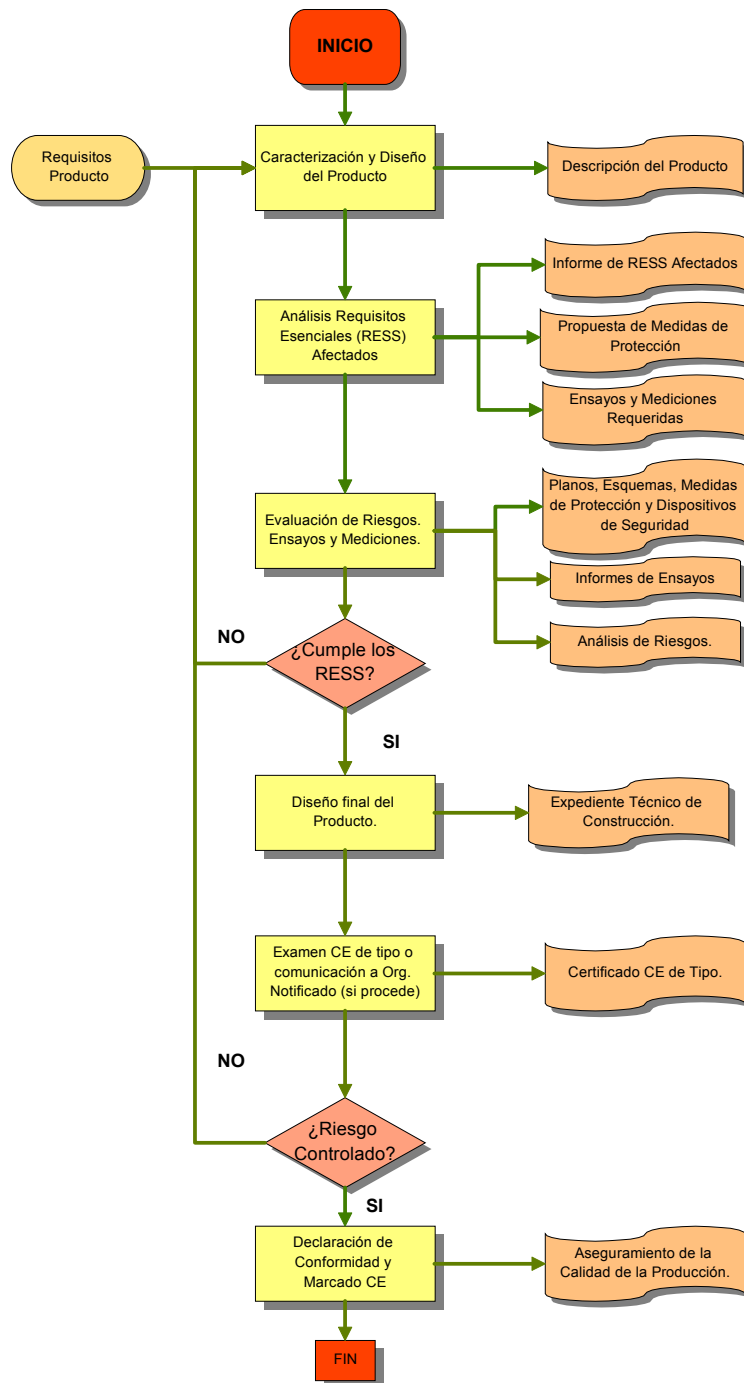 INICIO
Requisitos
Producto
Caracterización y Diseño
del Producto
Descripción del Producto
Análisis Requisitos
Esenciales (RESS)
Afectados
Informe de RESS Afectados
Propuesta de Medidas de
Protección
Ensayos y Mediciones
Requeridas
Evaluación de Riesgos.
Ensayos y Mediciones.
Planos, Esquemas, Medidas
de Protección y Dispositivos
de Seguridad
Informes de Ensayos
Análisis de Riesgos.
NO
¿Cumple los
RESS?
SI
Diseño final del
Producto.
Expediente Técnico de
Construcción.
Examen CE de tipo o
comunicación a Org.
Notificado (si procede)
Certificado CE de Tipo.
NO
¿Riesgo
Controlado?
SI
Declaración de
Conformidad y
Marcado CE
Aseguramiento de la
Calidad de la Producción.
FIN